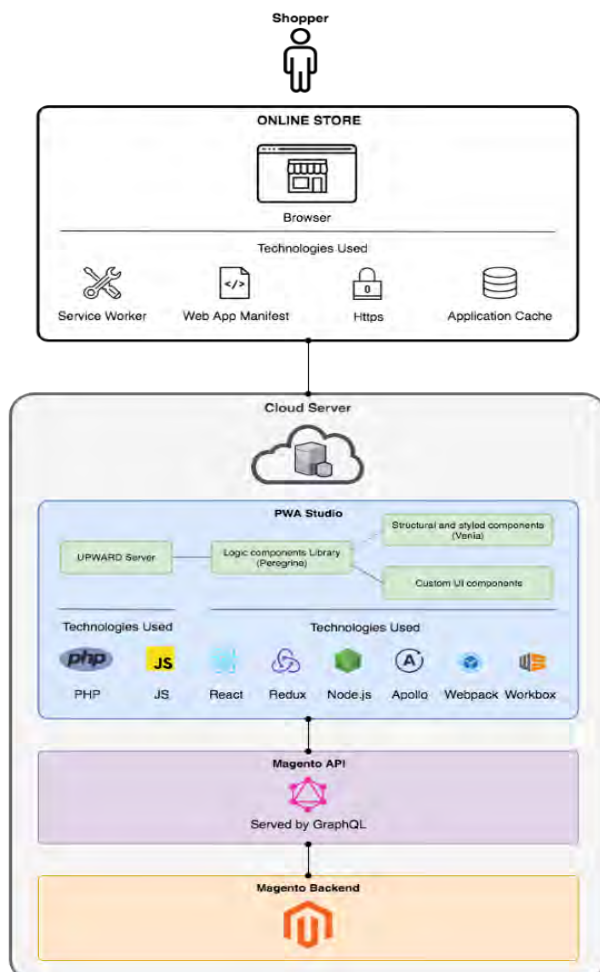 Shopper
ONLINE STORE
Browser
Technologies Used
Service Worker
Web App Manifest
Https
Application Cache
Cloud Server
PWA Studio
UPWARD Server
Logic components Library
(Peregrine)
Structural and styled components
(Venia)
Custom UI components
Technologies Used
Technologies Used
php
JS
A
PHP
JS
React
Redux
Node.js
Apollo
Webpack
Workbox
Magento API
Served by GraphQL
Magento Backend